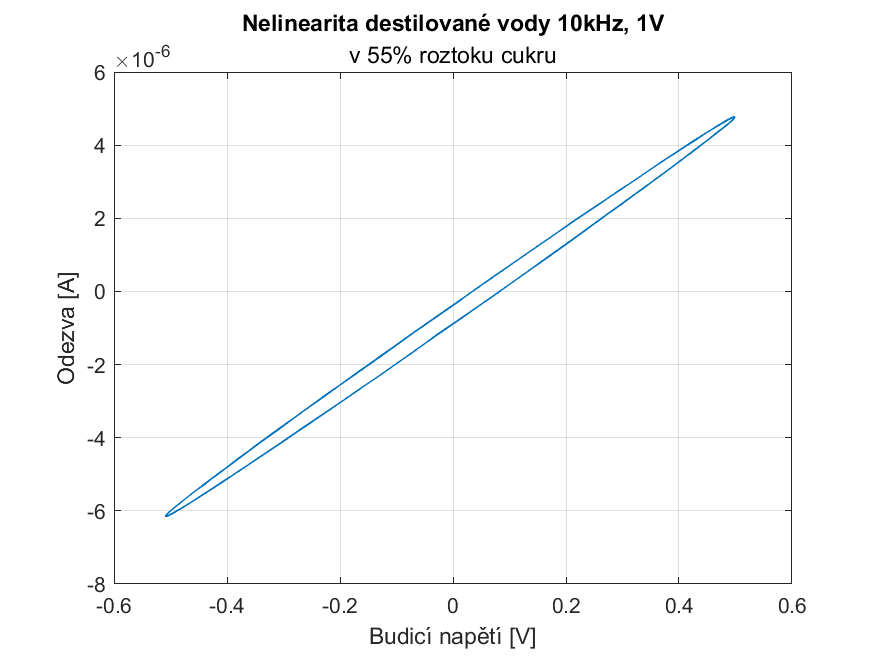 Nelinearita destilované vody 10kHz, 1V
v 55% roztoku cukru
×10-6
6
4
2
0
-2
-4
-6
-8
Odezva [A]
-0.6 -0.4 -0.2 0 0.2 0.4 0.6
Budicí napětí [V]